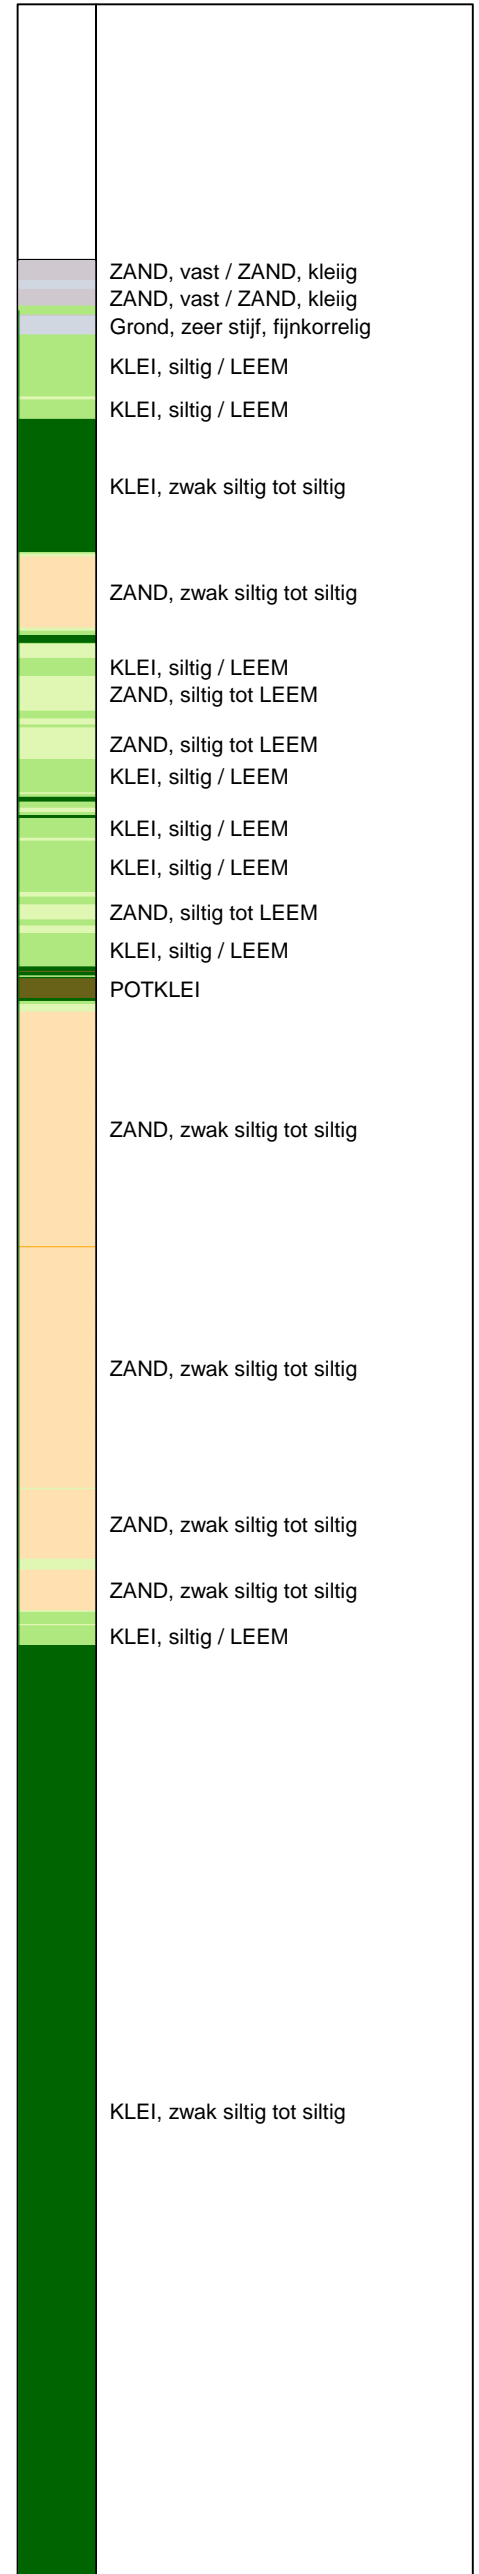 ZAND, vast / ZAND, kleiig
ZAND, vast / ZAND, kleiig
Grond, zeer stijf, fijnkorrelig
KLEI, siltig / LEEM
KLEI, siltig / LEEM
KLEI, zwak siltig tot siltig
ZAND, zwak siltig tot siltig
KLEI, siltig / LEEM
ZAND, siltig tot LEEM
ZAND, siltig tot LEEM
KLEI, siltig / LEEM
KLEI, siltig / LEEM
KLEI, siltig / LEEM
ZAND, siltig tot LEEM
KLEI, siltig / LEEM
POTKLEI
ZAND, zwak siltig tot siltig
ZAND, zwak siltig tot siltig
ZAND, zwak siltig tot siltig
ZAND, zwak siltig tot siltig
KLEI, siltig / LEEM
KLEI, zwak siltig tot siltig